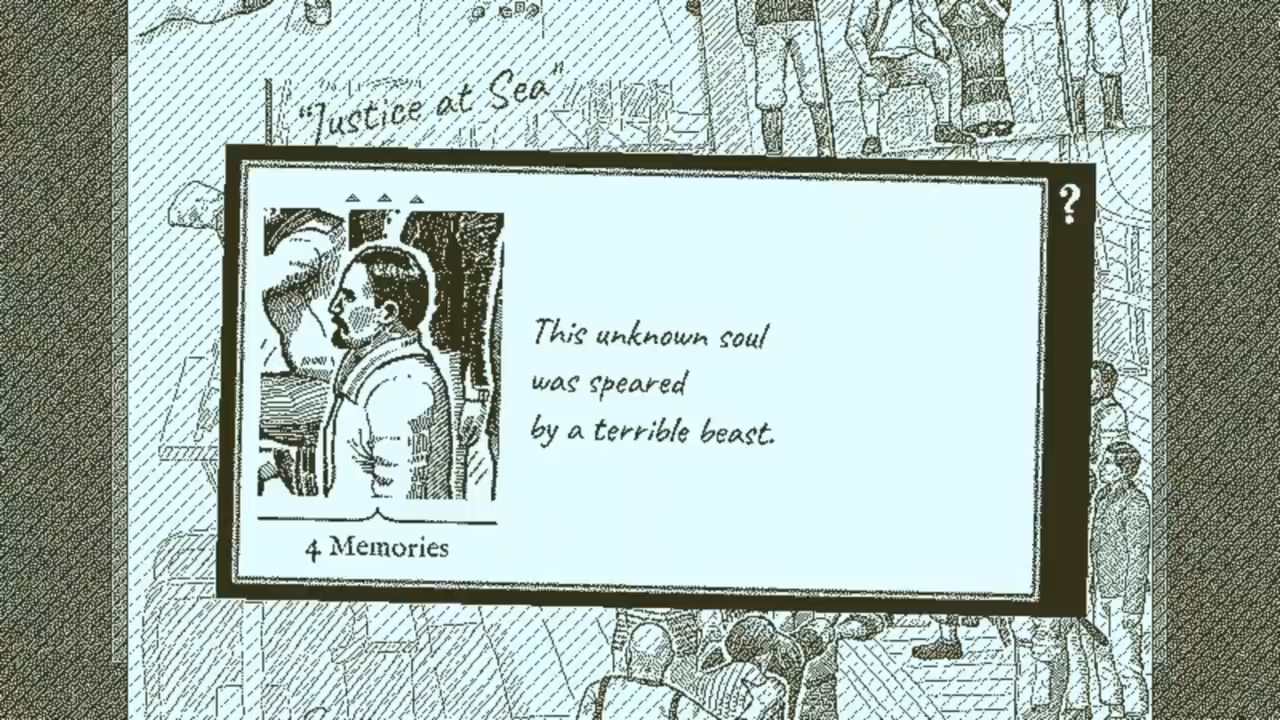 "Justice at Sea"
?
This unknown soul
was speared
by a terrible beast.
4 Memories